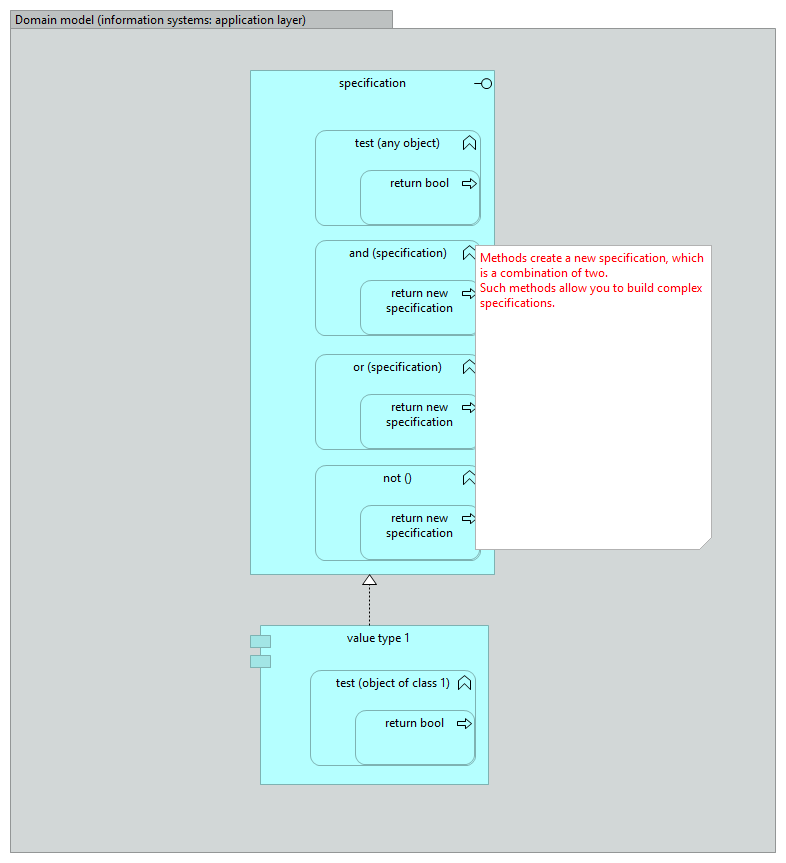 Domain model (information systems: application layer)
specification
test (any object)
return bool
and (specification)
return new
specification
Methods create a new specification, which
is a combination of two.
Such methods allow you to build complex
specifications.
or (specification)
return new
specification
not ()
return new
specification
value type 1
test (object of class 1)
return bool